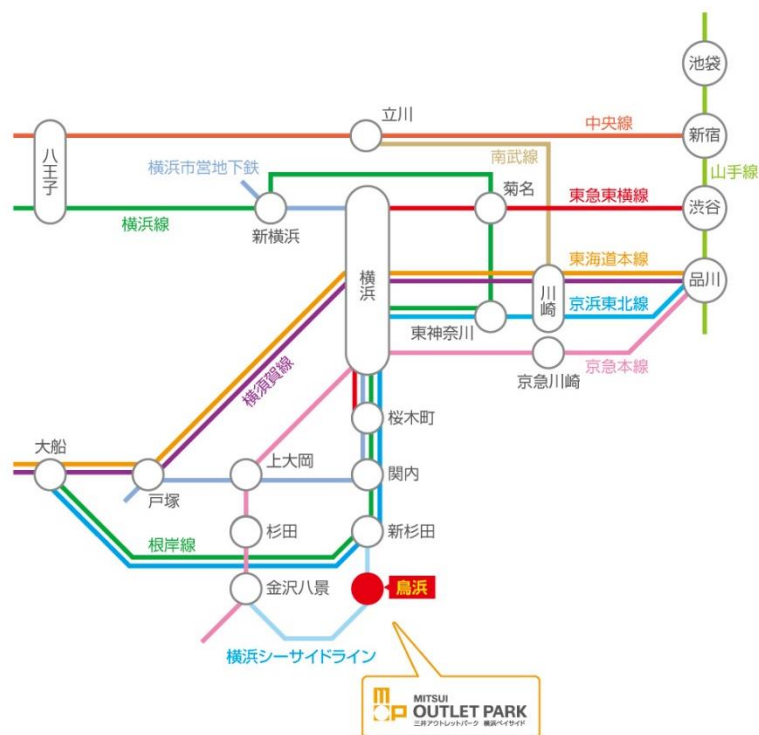 池袋
立川
中央線
新宿
八王子
横浜市営地下鉄
南武線
山手線
菊名
東急東横線
渋谷
横浜線
新横浜
横浜
東海道本線
川崎
品川
京浜東北線
東神奈川
京急川崎
京急本線
横須賀線
桜木町
大船
上大岡
関内
戸塚
杉田
新杉田
根岸線
金沢八景
鳥浜
横浜シーサイドライン
mop
MITSUI
OUTLET PARK
三井アウトレットパーク 横浜ベイサイド